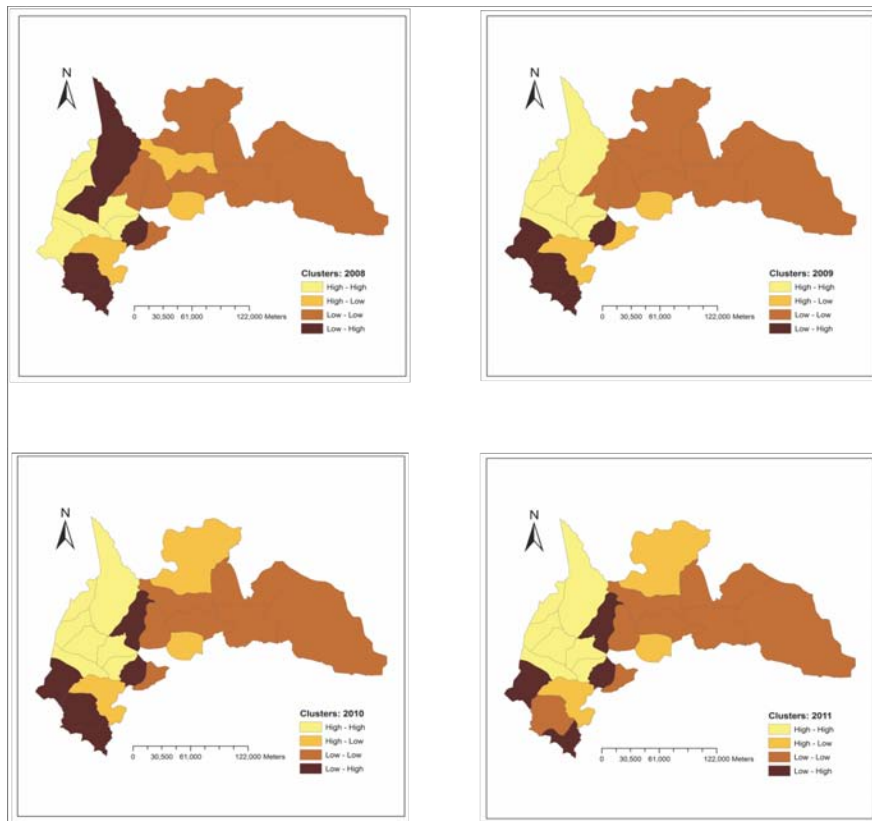 N
Clusters: 2008
High - High
High - Low
Low - Low
Low - High
0 30,500 61,000 122,000 Meters
N
Clusters: 2009
High - High
High - Low
Low - Low
Low - High
0 30,500 61,000 122,000 Meters
N
Clusters: 2010
High - High
High - Low
Low - Low
Low - High
0 30,500 61,000 122,000 Meters
N
Clusters: 2011
High - High
High - Low
Low - Low
Low - High
0 30,500 61,000 122,000 Meters